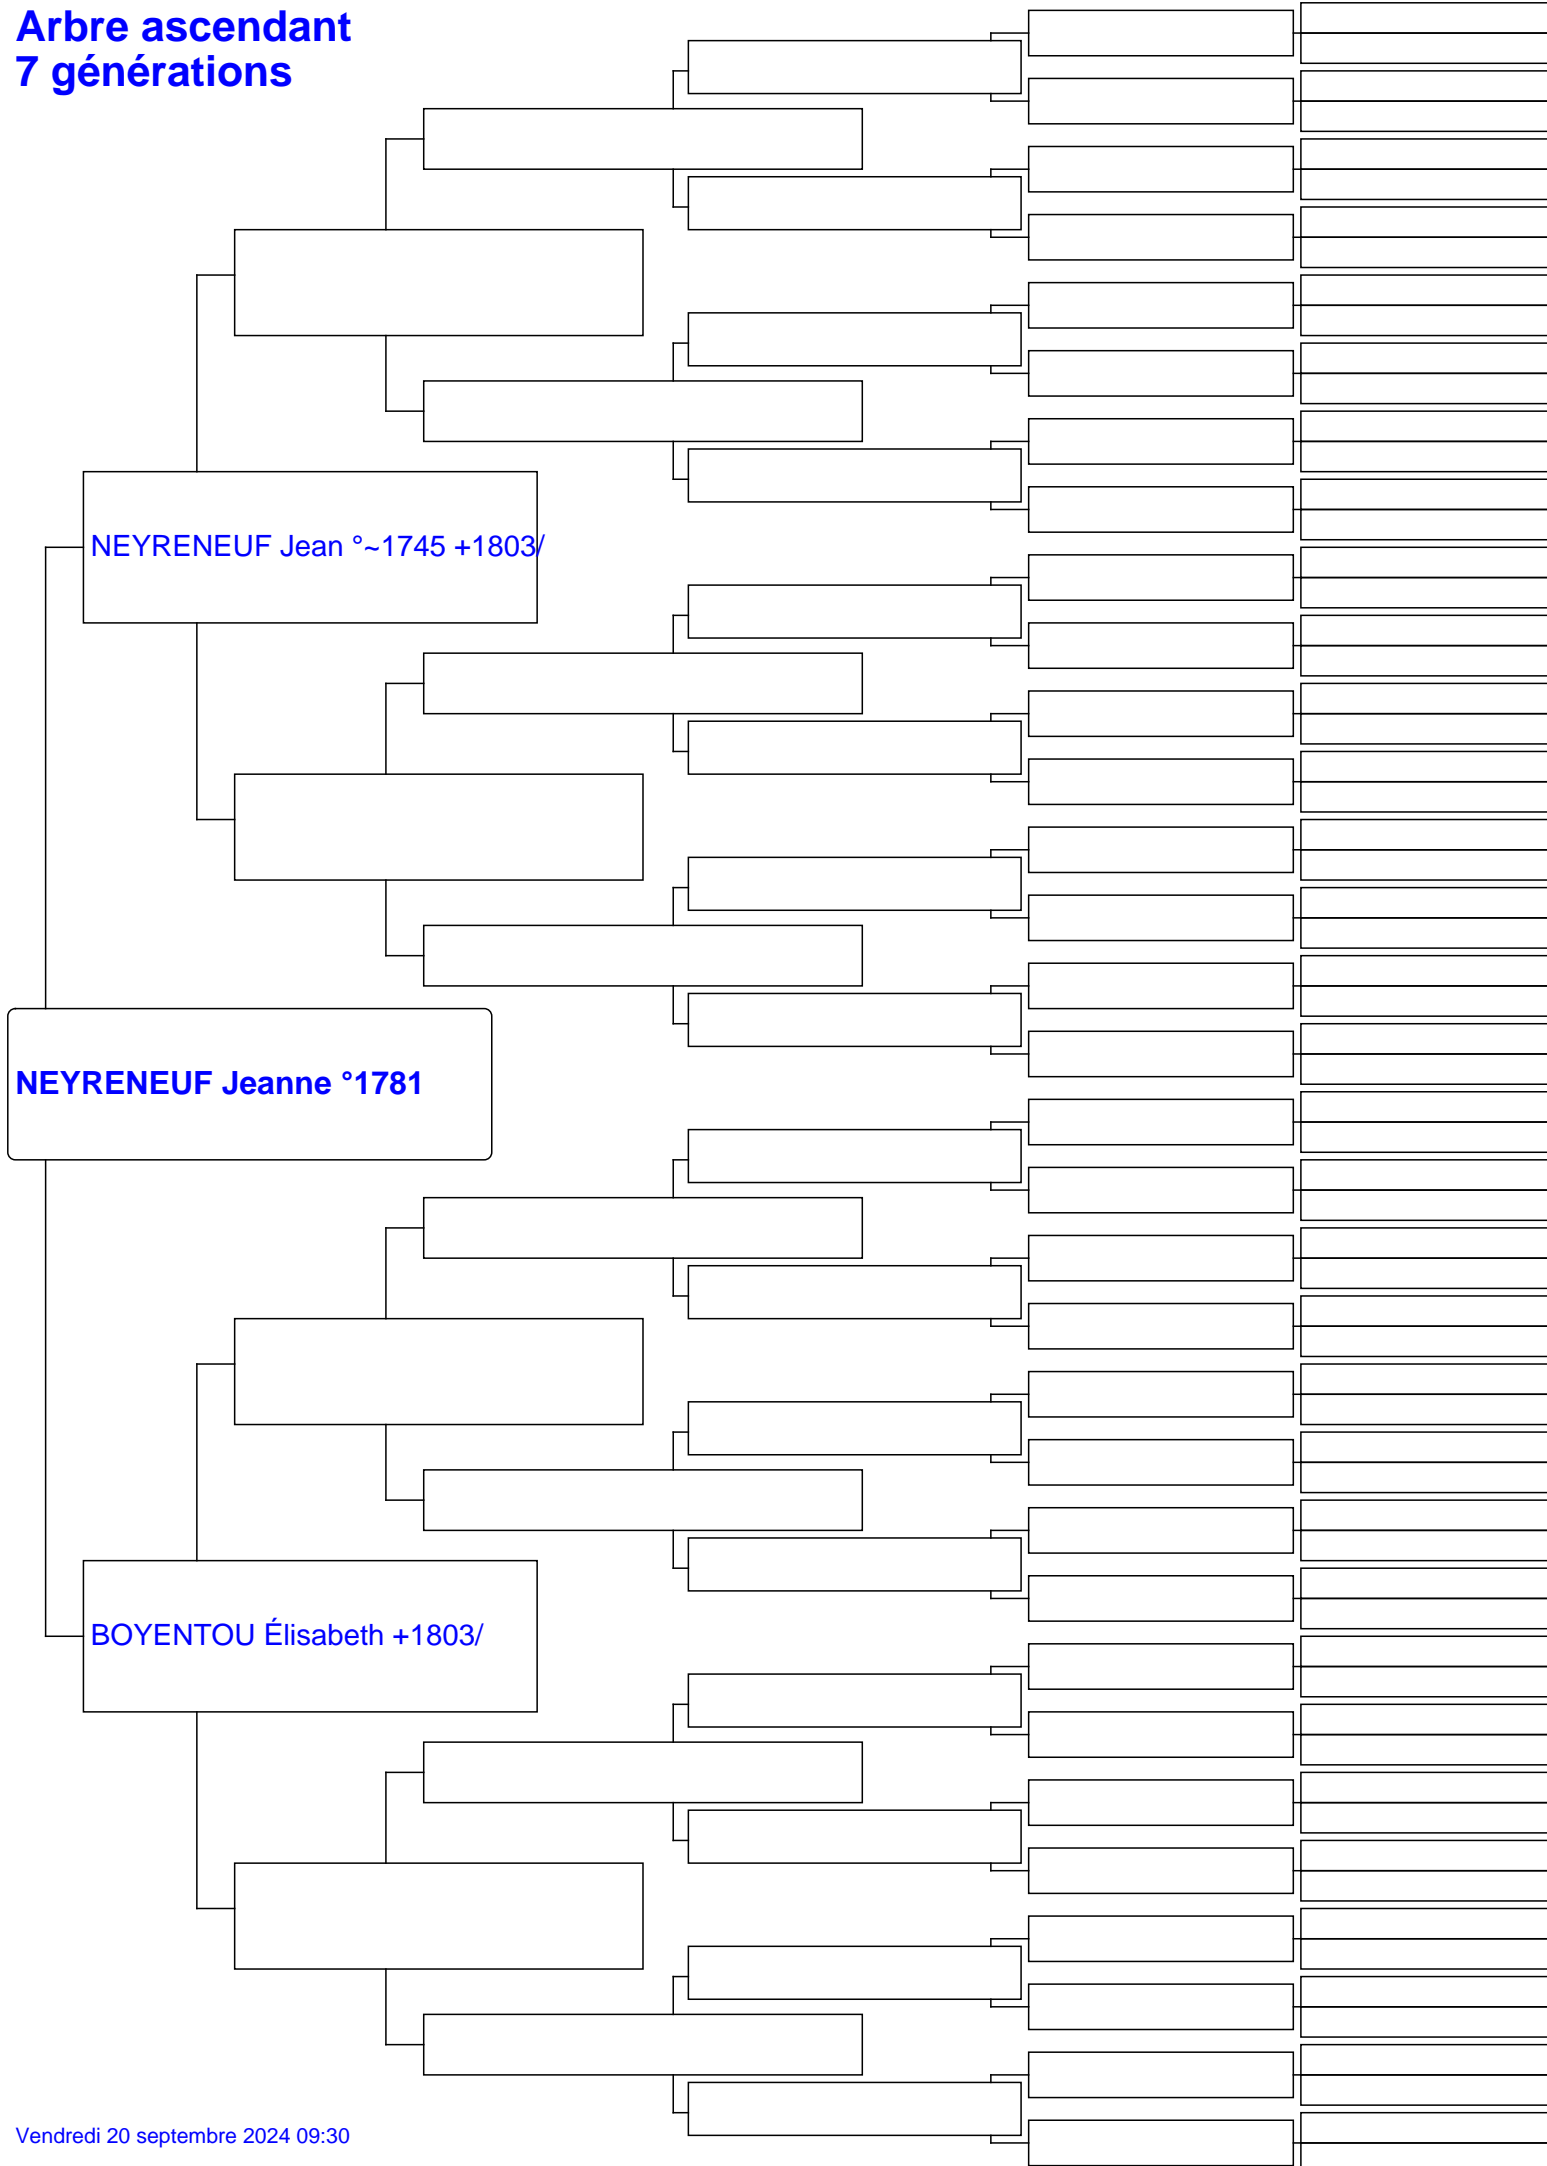 Arbre ascendant
7 générations
NEYRENEUF Jean °~1745 +1803/
NEYRENEUF Jeanne °1781
BOYENTOU Élisabeth +1803/
Vendredi 20 septembre 2024 09:30